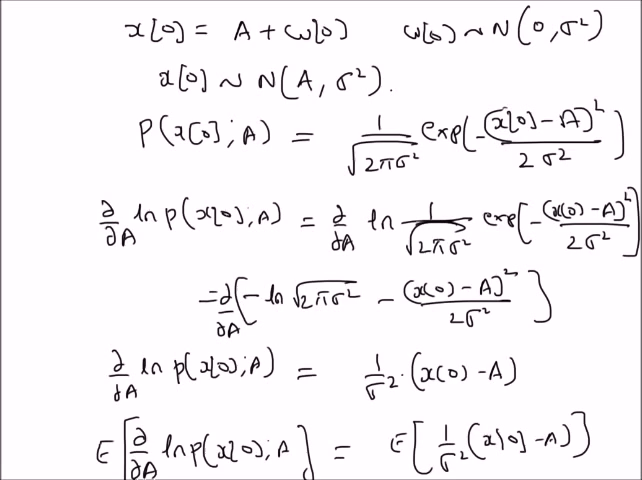 x[0] = A + ω[0] ω[0] ~ N(0, σ²)
x[0] ~ N(A, σ²).
P(x[0]; A) = 1/√(2πσ²) exp[-(x[0] - A)²/2σ²]
∂/∂A ln p(x[0]; A) = ∂/∂A ln 1/√(2πσ²) exp[-(x(0) - A)²/2σ²]
= ∂/∂A [-ln √(2πσ²) - (x(0) - A)²/2σ²]
∂/∂A ln p(x[0]; A) = 1/σ² · (x(0) - A)
E[∂/∂A ln p(x[0]; A] = E[1/σ² (x[0] - A)]